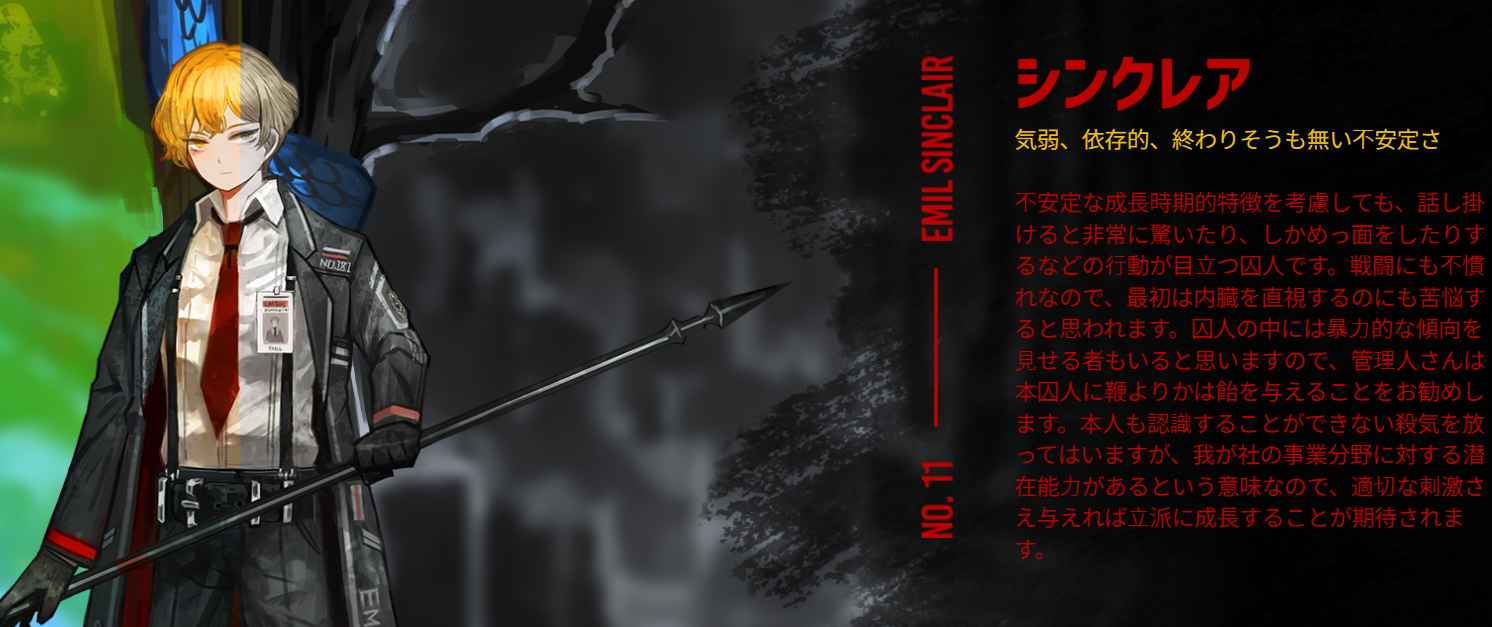 シンクレア
気弱、依存的、終わりそうも無い不安定さ
不安定な成長時期的特徴を考慮しても、話し掛
けると非常に驚いたり、しかめっ面をしたりす
るなどの行動が目立つ囚人です。戦闘にも不慣
れなので、最初は内臓を直視するのにも苦悩す
ると思われます。囚人の中には暴力的な傾向を
見せる者もいると思いますので、管理人さんは
本囚人に鞭よりかは飴を与えることをお勧めし
ます。本人も認識することができない殺気を放
ってはいますが、我が社の事業分野に対する潜
在能力があるという意味なので、適切な刺激さ
え与えれば立派に成長することが期待されま
す。
EMIL SINCLAIR
NO. 11
NO.181
EM